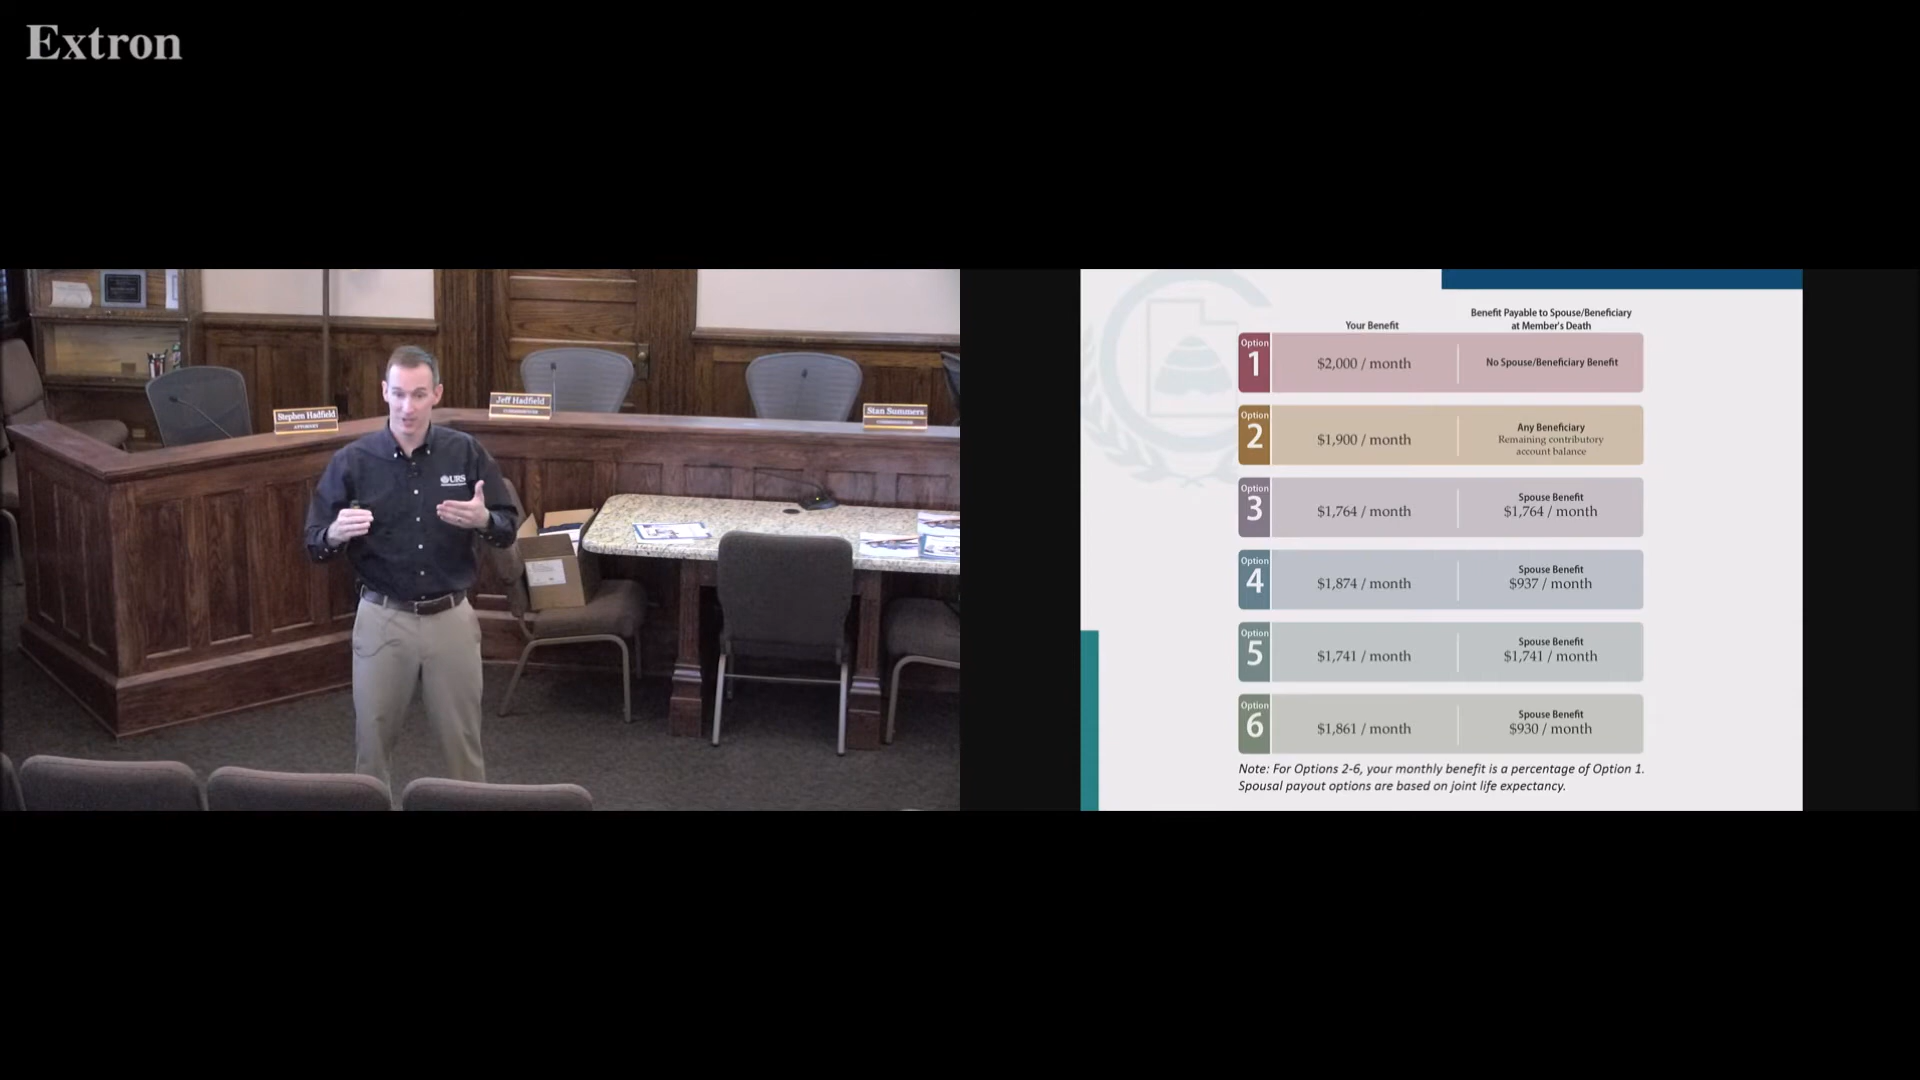 Extron
Stephen Hadfield
ATTORNEY
Jeff Hadfield
COMMISSIONER
Stan Summers
COMMISSIONER
URS
Your Benefit
Benefit Payable to Spouse/Beneficiary
at Member's Death
Option
1
$2,000 / month
No Spouse/Beneficiary Benefit
Option
2
$1,900 / month
Any Beneficiary
Remaining contributory
account balance
Option
3
$1,764 / month
Spouse Benefit
$1,764 / month
Option
4
$1,874 / month
Spouse Benefit
$937 / month
Option
5
$1,741 / month
Spouse Benefit
$1,741 / month
Option
6
$1,861 / month
Spouse Benefit
$930 / month
Note: For Options 2-6, your monthly benefit is a percentage of Option 1.
Spousal payout options are based on joint life expectancy.